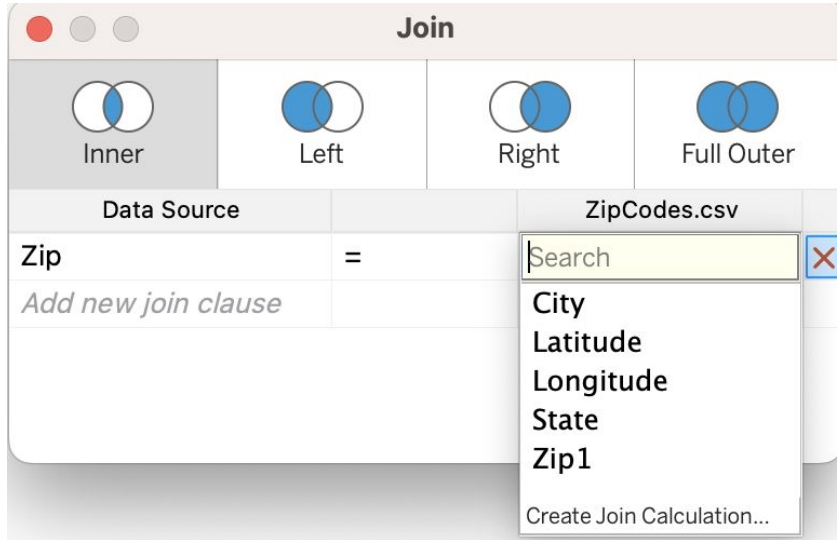 Join
Inner Left Right Full Outer
Data Source ZipCodes.csv
Zip = Search
Add new join clause City
Latitude
Longitude
State
Zip1
Create Join Calculation...